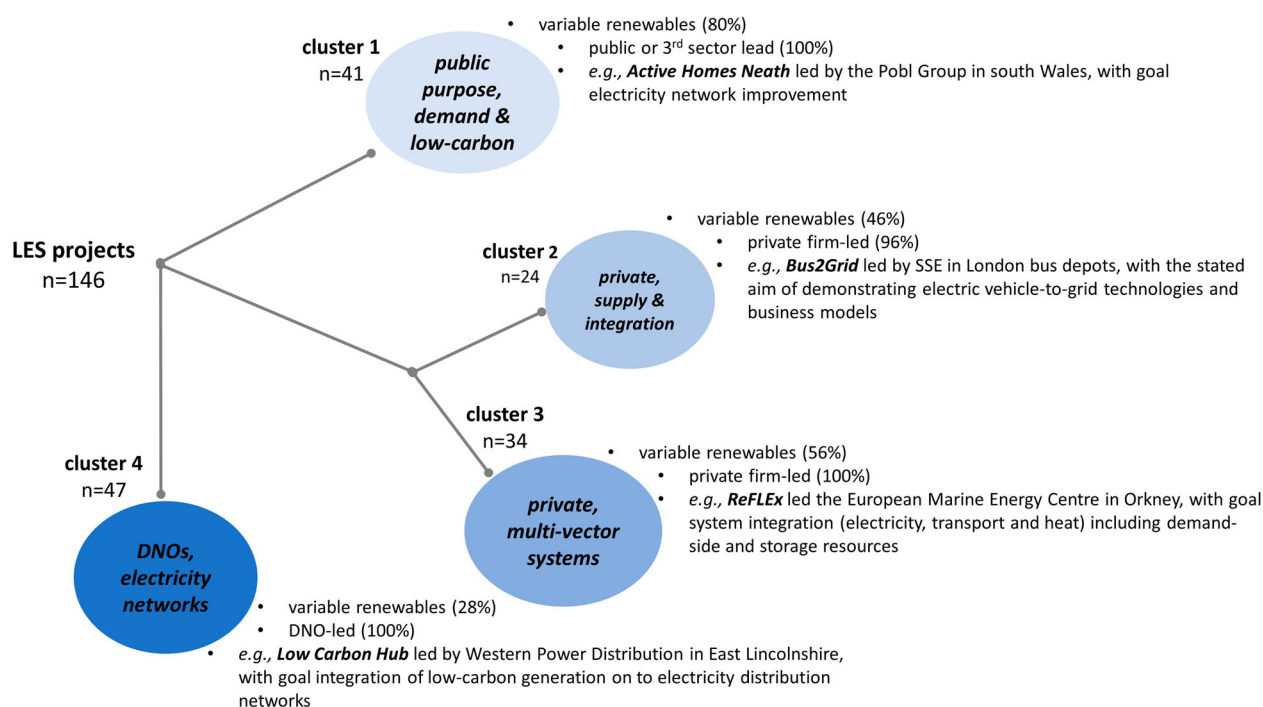 LES projects
n=146
cluster 1
n=41
public
purpose,
demand &
low-carbon
• variable renewables (80%)
• public or 3rd sector lead (100%)
• e.g., Active Homes Neath led by the Pobl Group in south Wales, with goal
electricity network improvement
cluster 2
n=24
private,
supply &
integration
• variable renewables (46%)
• private firm-led (96%)
• e.g., Bus2Grid led by SSE in London bus depots, with the stated
aim of demonstrating electric vehicle-to-grid technologies and
business models
cluster 3
n=34
private,
multi-vector
systems
• variable renewables (56%)
• private firm-led (100%)
• e.g., ReFLEx led the European Marine Energy Centre in Orkney, with goal
system integration (electricity, transport and heat) including demand-
side and storage resources
cluster 4
n=47
DNOs,
electricity
networks
• variable renewables (28%)
• DNO-led (100%)
• e.g., Low Carbon Hub led by Western Power Distribution in East Lincolnshire,
with goal integration of low-carbon generation on to electricity distribution
networks